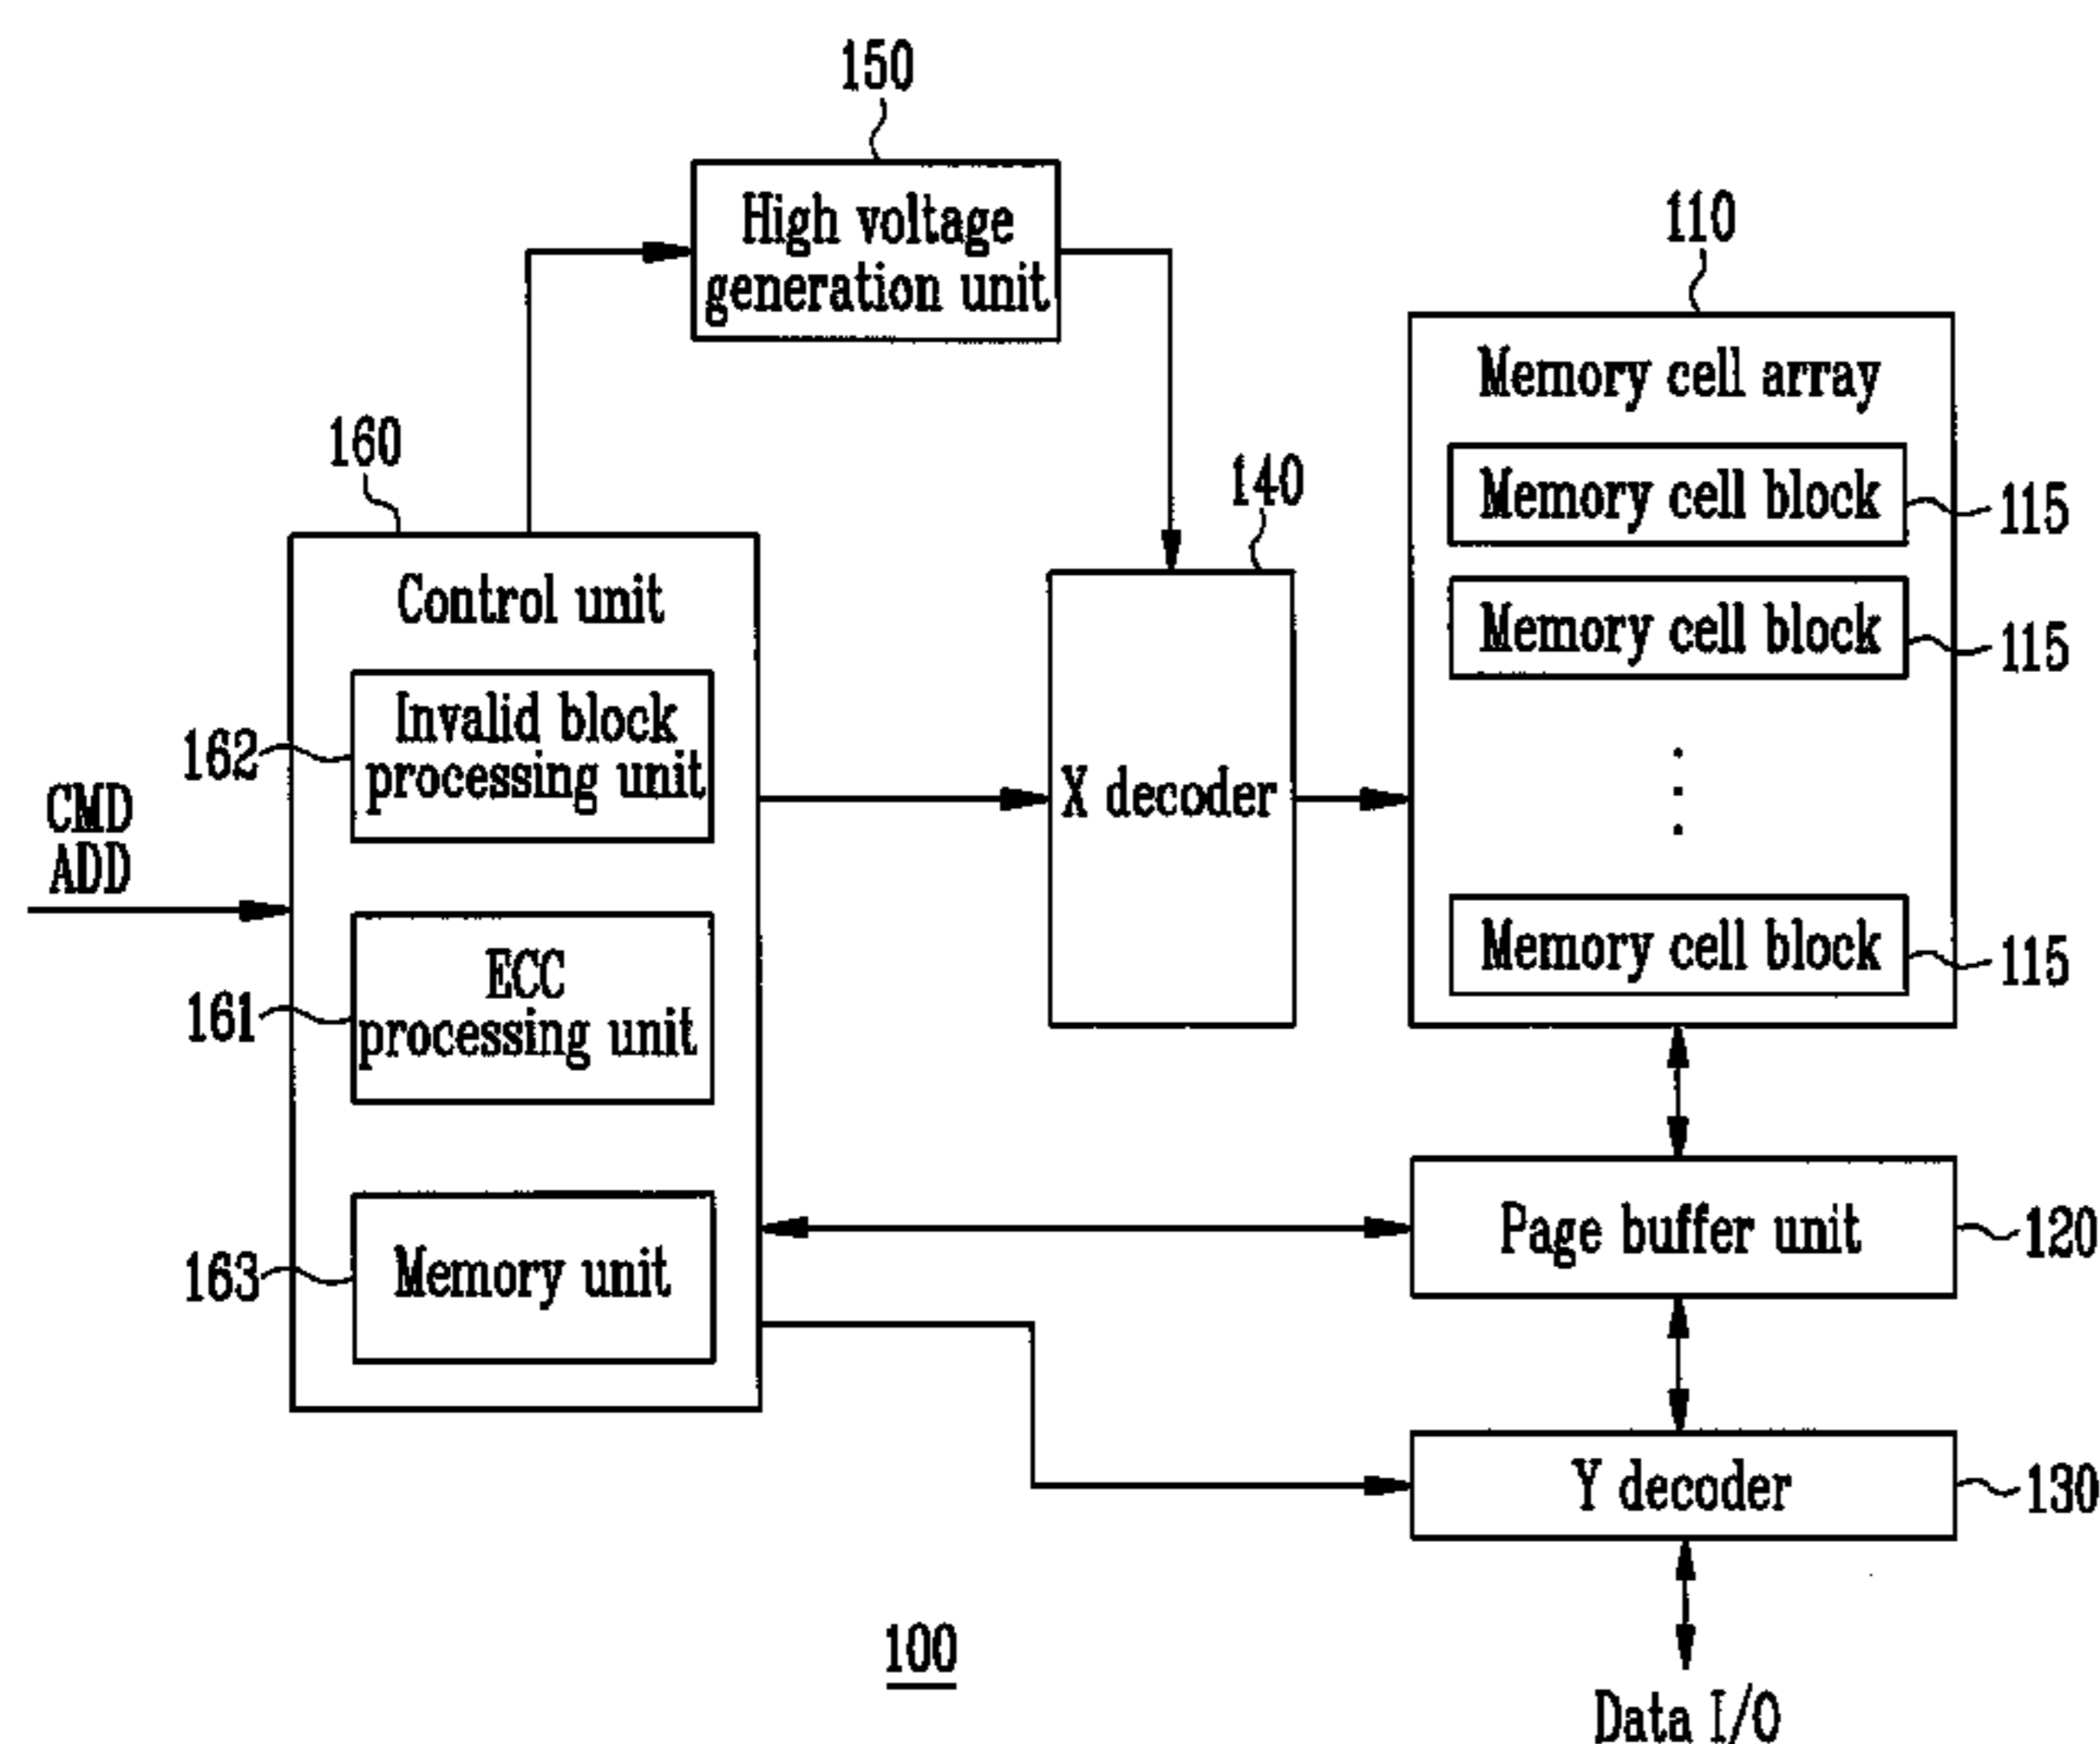 150
High voltage
generation unit
110
Memory cell array
160
140
Memory cell block
115
Control unit
Memory cell block
115
Invalid block
processing unit
162
X decoder
CMD
ADD
Memory cell block
115
ECC
processing unit
161
Page buffer unit
120
Memory unit
163
Y decoder
130
100
Data I/O